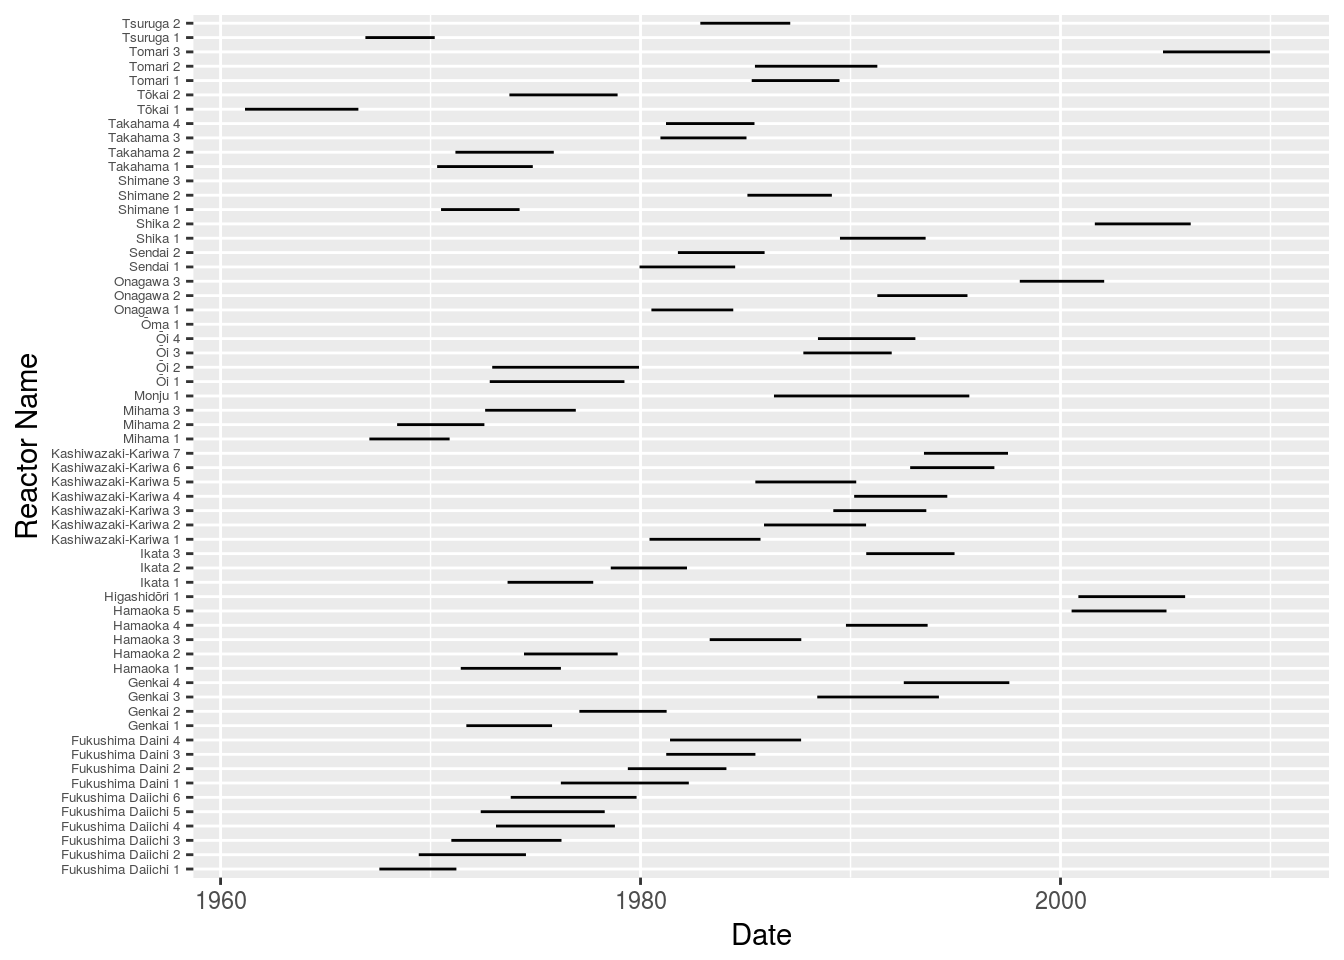 Tsuruga 2
Tsuruga 1
Tomari 3
Tomari 2
Tomari 1
Tōkai 2
Tōkai 1
Takahama 4
Takahama 3
Takahama 2
Takahama 1
Shimane 3
Shimane 2
Shimane 1
Shika 2
Shika 1
Sendai 2
Sendai 1
Onagawa 3
Onagawa 2
Onagawa 1
Ōma 1
Ōi 4
Ōi 3
Ōi 2
Ōi 1
Monju 1
Mihama 3
Mihama 2
Mihama 1
Kashiwazaki-Kariwa 7
Kashiwazaki-Kariwa 6
Kashiwazaki-Kariwa 5
Kashiwazaki-Kariwa 4
Kashiwazaki-Kariwa 3
Kashiwazaki-Kariwa 2
Kashiwazaki-Kariwa 1
Ikata 3
Ikata 2
Ikata 1
Higashidōri 1
Hamaoka 5
Hamaoka 4
Hamaoka 3
Hamaoka 2
Hamaoka 1
Genkai 4
Genkai 3
Genkai 2
Genkai 1
Fukushima Daini 4
Fukushima Daini 3
Fukushima Daini 2
Fukushima Daini 1
Fukushima Daiichi 6
Fukushima Daiichi 5
Fukushima Daiichi 4
Fukushima Daiichi 3
Fukushima Daiichi 2
Fukushima Daiichi 1
Reactor Name
1960 1980 2000
Date